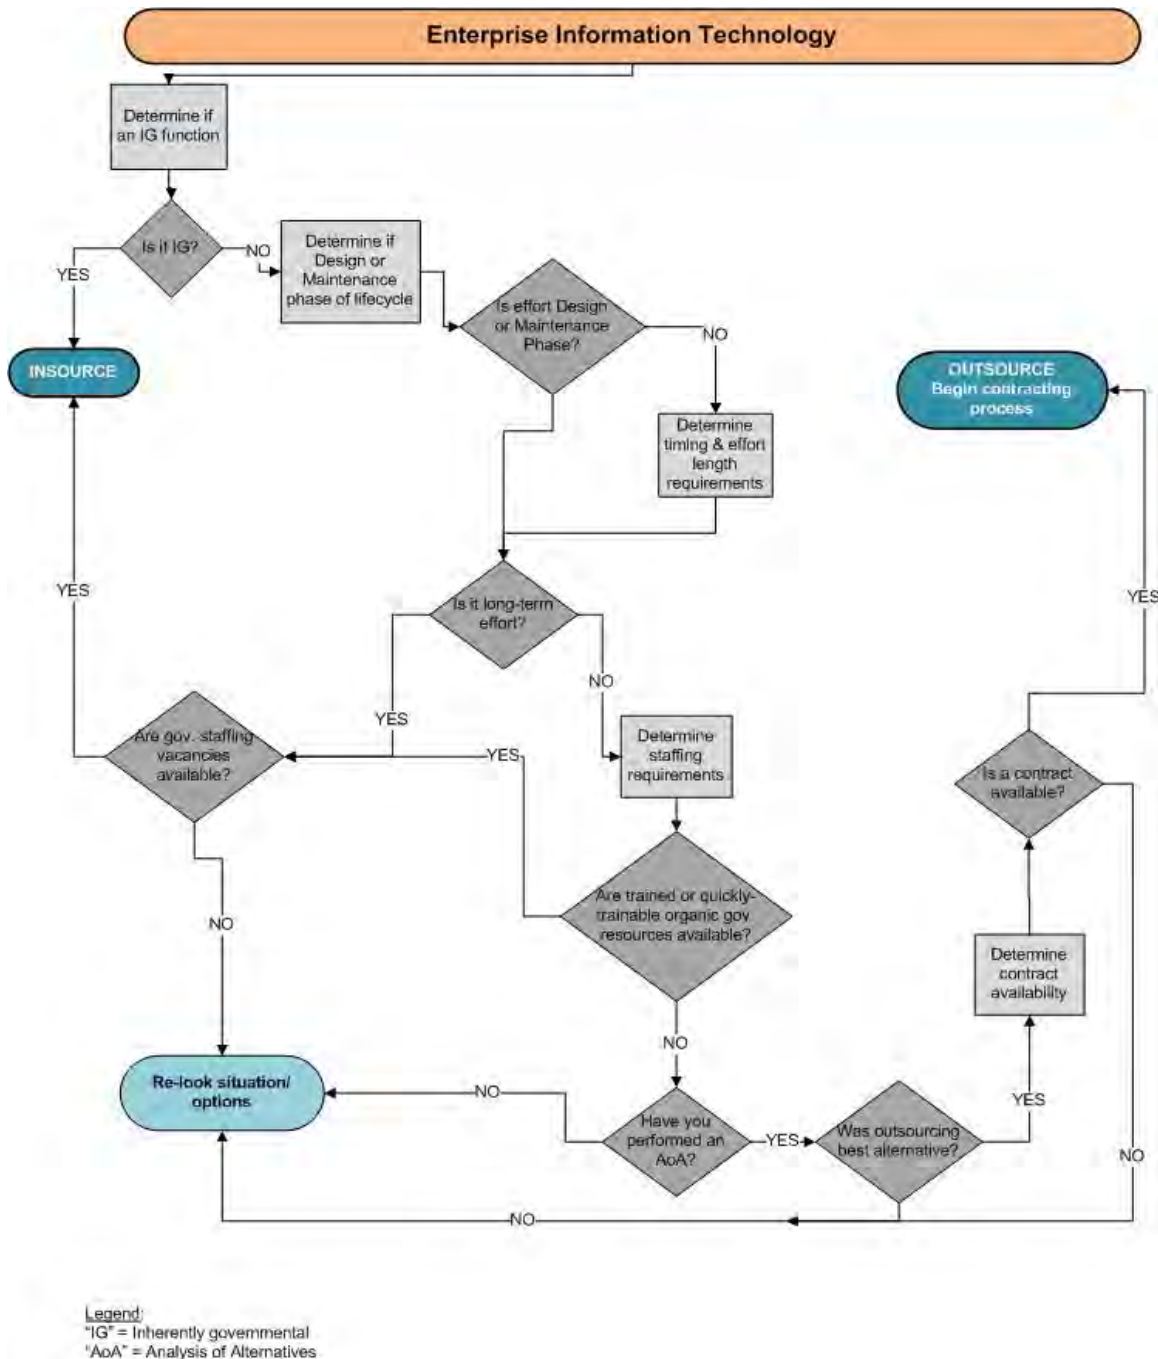 Enterprise Information Technology
Determine if
an IG function
Is it IG?
NO
YES
Determine if
Design or
Maintenance
phase of lifecycle
Is effort Design
or Maintenance
Phase?
NO
INSOURCE
OUTSOURCE
Begin contracting
process
Determine
timing & effort
length
requirements
YES
Is it long-term
effort?
YES
NO
YES
Are gov. staffing
vacancies
available?
YES
Determine
staffing
requirements
Is a contract
available?
Are trained or quickly-
trainable organic gov
resources available?
NO
Determine
contract
availability
NO
Re-look situation/
options
NO
Have you
performed an
AoA?
YES
Was outsourcing
best alternative?
YES
NO
NO
Legend:
"IG" = Inherently governmental
"AoA" = Analysis of Alternatives